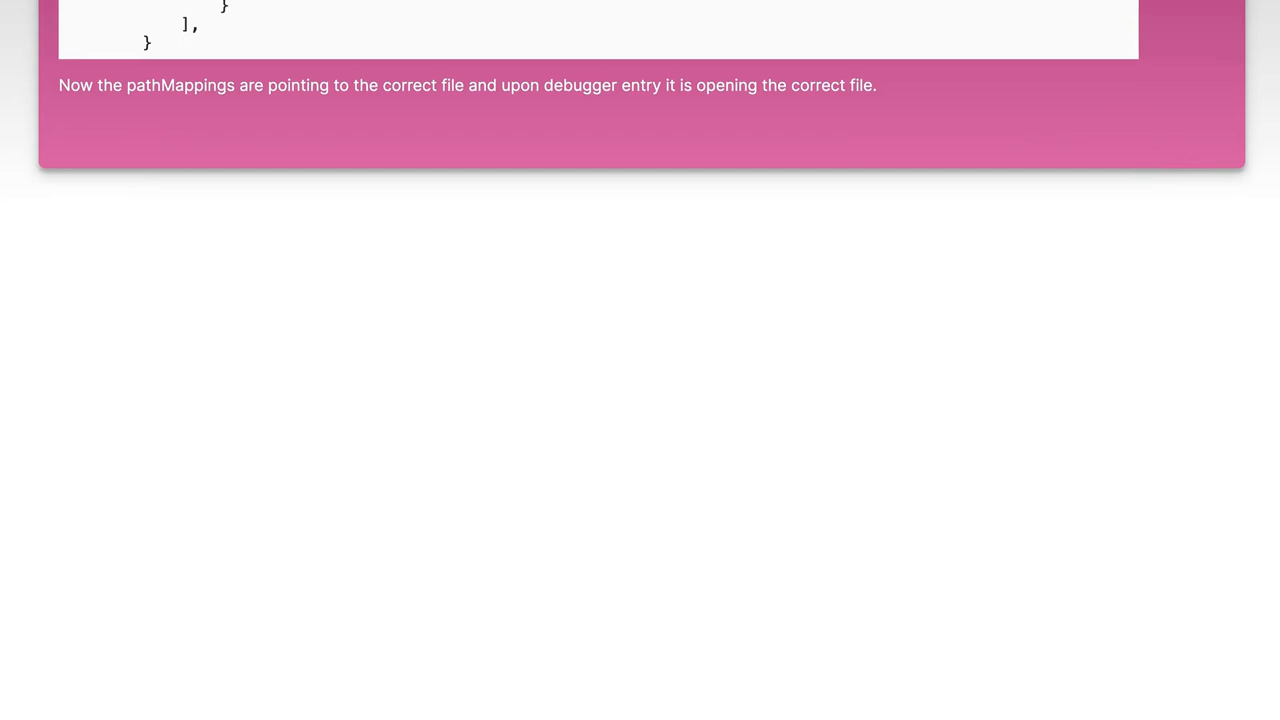 }
],
}
Now the pathMappings are pointing to the correct file and upon debugger entry it is opening the correct file.